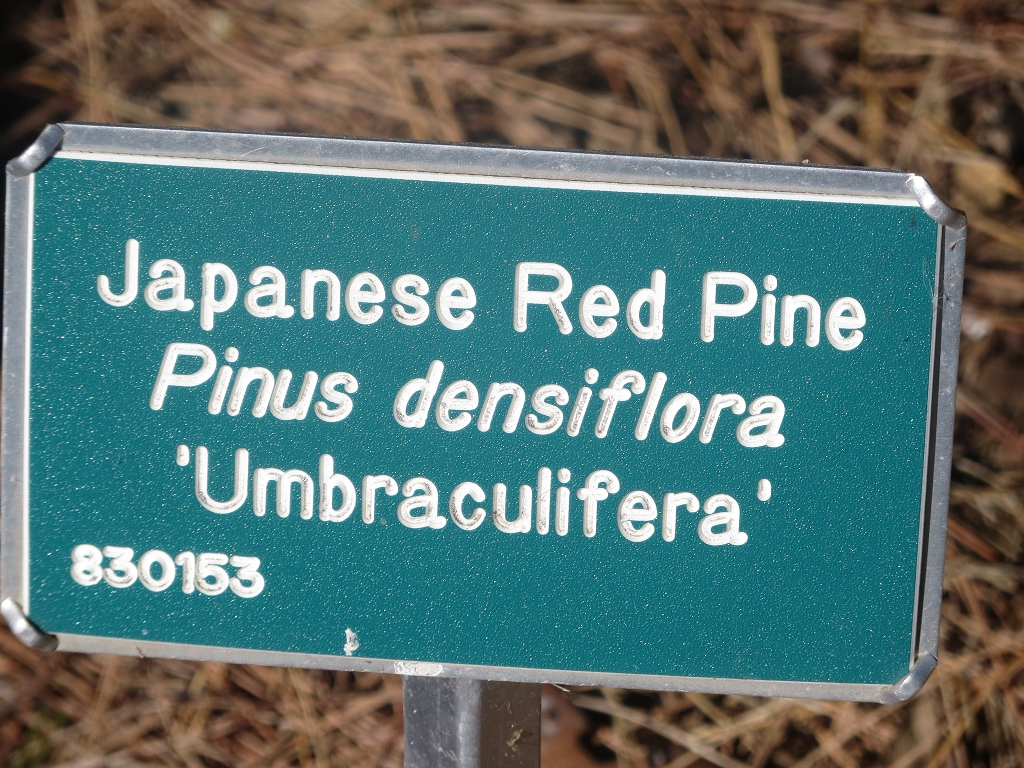 Japanese Red Pine
Pinus densiflora
'Umbraculifera'
830153